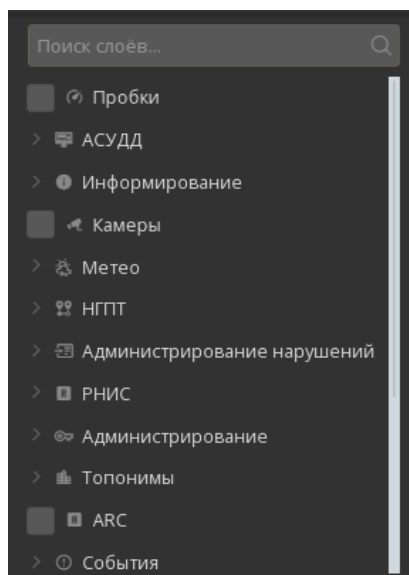 Поиск слоёв...
Пробки
АСУДД
Информирование
Камеры
Метео
НГПТ
Администрирование нарушений
R РНИС
Администрирование
Топонимы
ARC
События